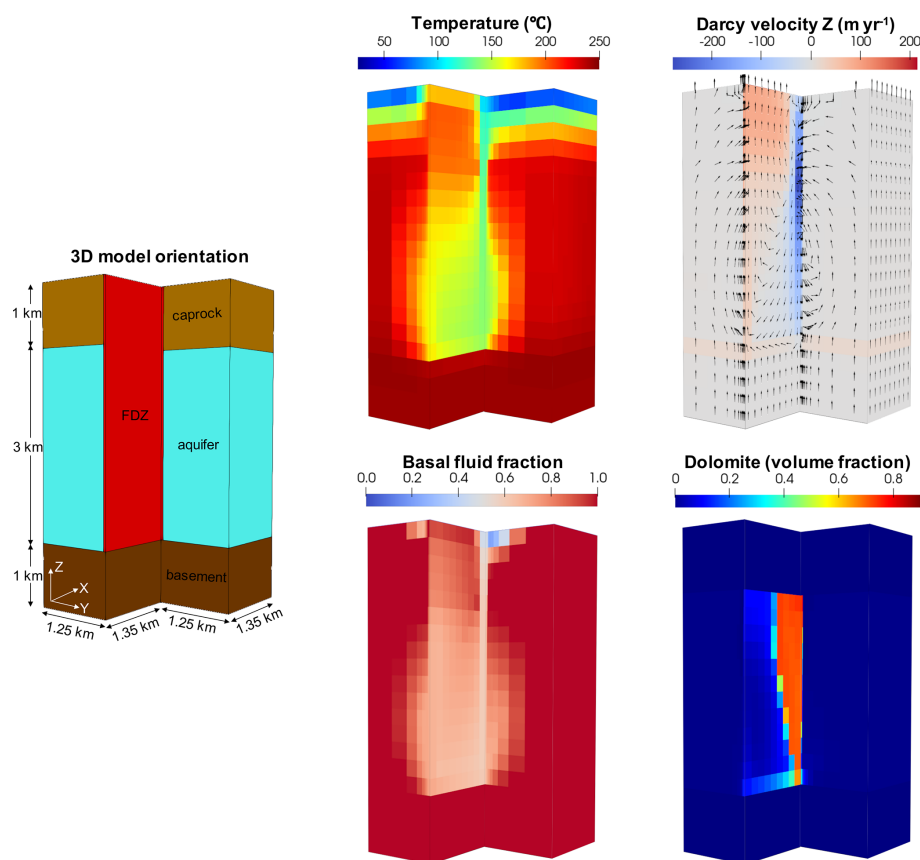 Temperature (℃)
50 100 150 200 250
Darcy velocity Z (m yr⁻¹)
-200 -100 0 100 200
3D model orientation
caprock
FDZ
aquifer
basement
1 km
3 km
1 km
Z
X
Y
1.25 km
1.35 km
1.25 km
1.35 km
Basal fluid fraction
0.0 0.2 0.4 0.6 0.8 1.0
Dolomite (volume fraction)
0 0.2 0.4 0.6 0.8